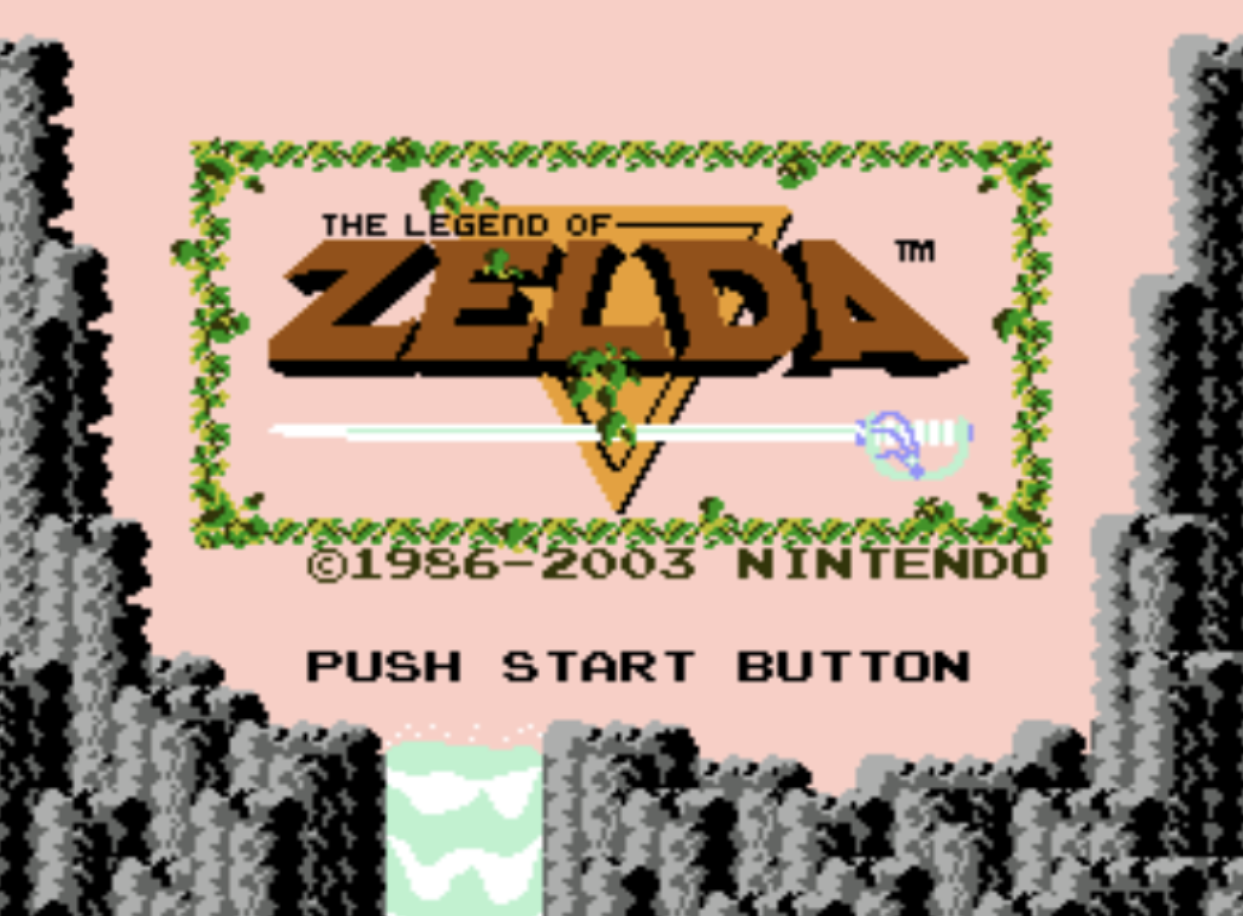 THE LEGEND OF
ZELDA TM
©1986-2003 NINTENDO
PUSH START BUTTON